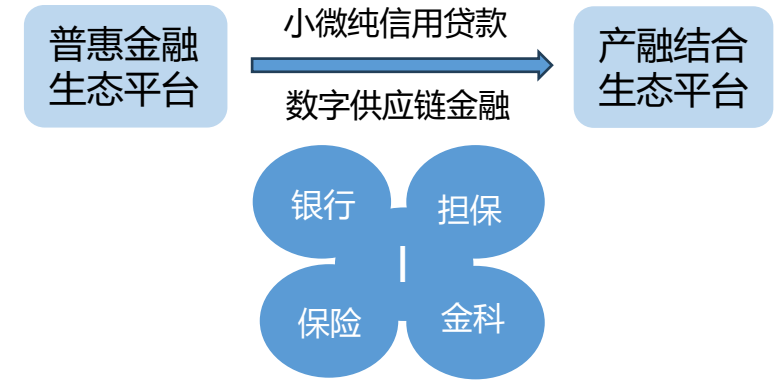 普惠金融
生态平台
小微纯信用贷款
数字供应链金融
产融结合
生态平台
银行
担保
保险
金科